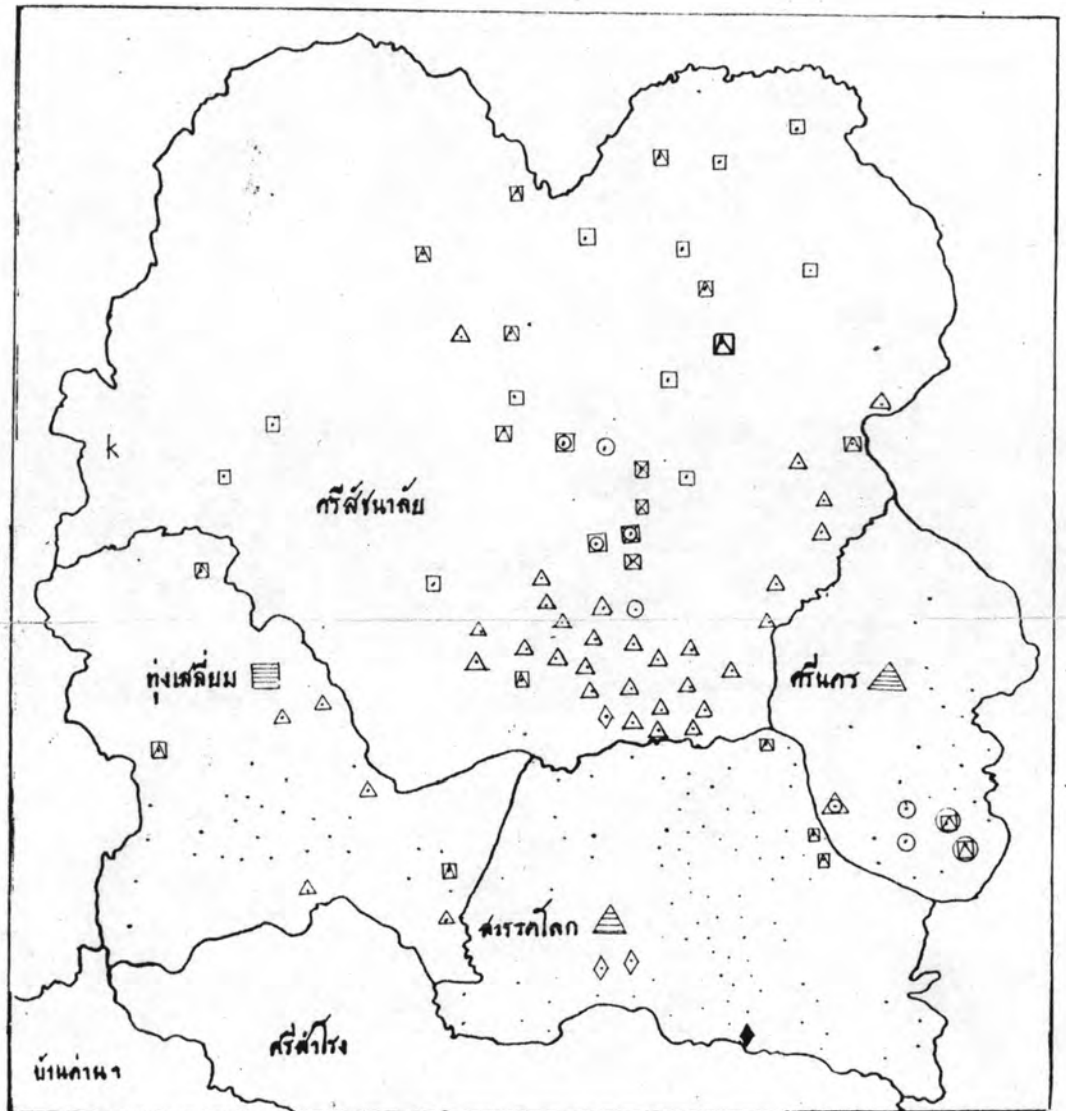 k
ศรีสัชนาลัย
ทุ่งเสลี่ยม
ศรีนคร
สวรรคโลก
ศรีสำโรง
บ้านด่านฯ